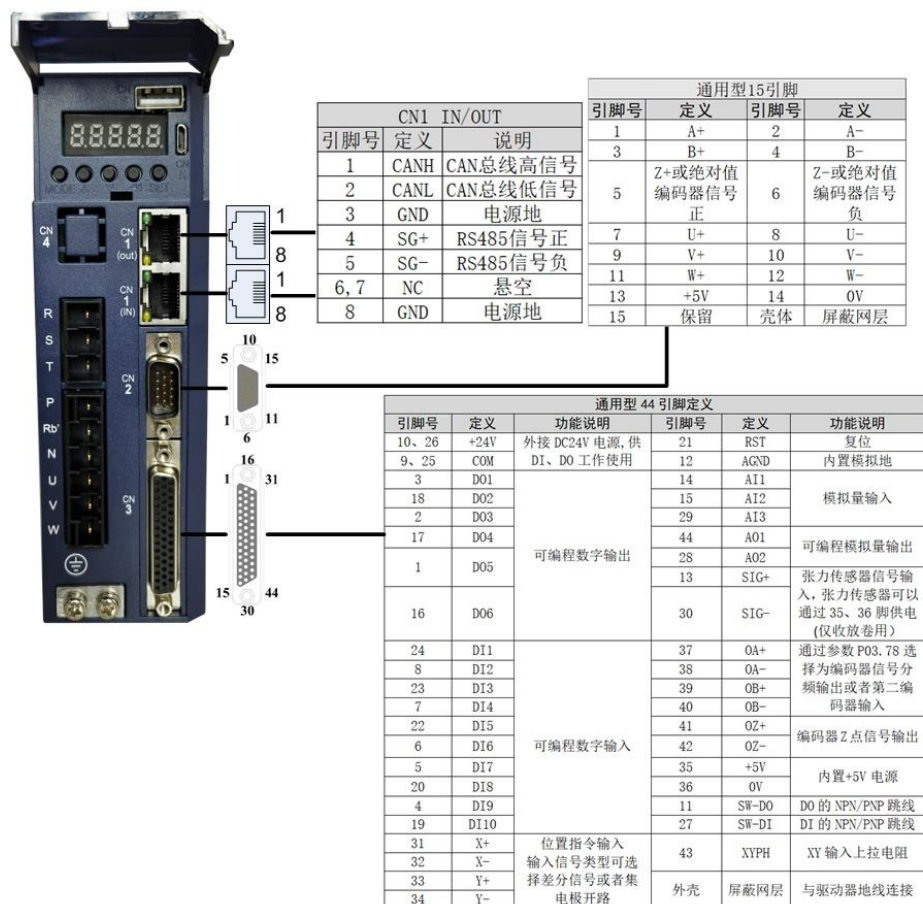 CN
MODE
SET
CN
4
CN
1
(out)
CN
1
(IN)
R
S
T
P
Rb'
N
U
V
W
CN
2
CN
3
1
8
1
8
10
5 15
1 11
6
16
1 31
15 44
30
CN1 IN/OUT
引脚号 定义 说明
1 CANH CAN总线高信号
2 CANL CAN总线低信号
3 GND 电源地
4 SG+ RS485信号正
5 SG- RS485信号负
6,7 NC 悬空
8 GND 电源地
通用型15引脚
引脚号 定义 引脚号 定义
1 A+ 2 A-
3 B+ 4 B-
5 Z+或绝对值编码器信号正 6 Z-或绝对值编码器信号负
7 U+ 8 U-
9 V+ 10 V-
11 W+ 12 W-
13 +5V 14 0V
15 保留 壳体 屏蔽网层
通用型 44 引脚定义
引脚号 定义 功能说明 引脚号 定义 功能说明
10、26 +24V 外接 DC24V 电源,供 21 RST 复位
9、25 COM DI、DO 工作使用 12 AGND 内置模拟地
3 DO1 14 AI1
18 DO2 15 AI2 模拟量输入
2 DO3 29 AI3
17 DO4 可编程数字输出 44 AO1 可编程模拟量输出
1 DO5 28 AO2
13 SIG+ 张力传感器信号输
入,张力传感器可以
16 DO6 30 SIG- 通过 35、36 脚供电
(仅收放卷用)
24 DI1 37 OA+ 通过参数 P03.78 选
8 DI2 38 OA- 择为编码器信号分
23 DI3 39 OB+ 频输出或者第二编
7 DI4 40 OB- 码器输入
22 DI5 可编程数字输入 41 OZ+ 编码器 Z 点信号输出
6 DI6 42 OZ-
5 DI7 35 +5V 内置+5V 电源
20 DI8 36 0V
4 DI9 11 SW-DO DO 的 NPN/PNP 跳线
19 DI10 27 SW-DI DI 的 NPN/PNP 跳线
31 X+ 位置指令输入 43 XYPH XY 输入上拉电阻
32 X- 输入信号类型可选
33 Y+ 择差分信号或者集 外壳 屏蔽网层 与驱动器地线连接
34 Y- 电极开路